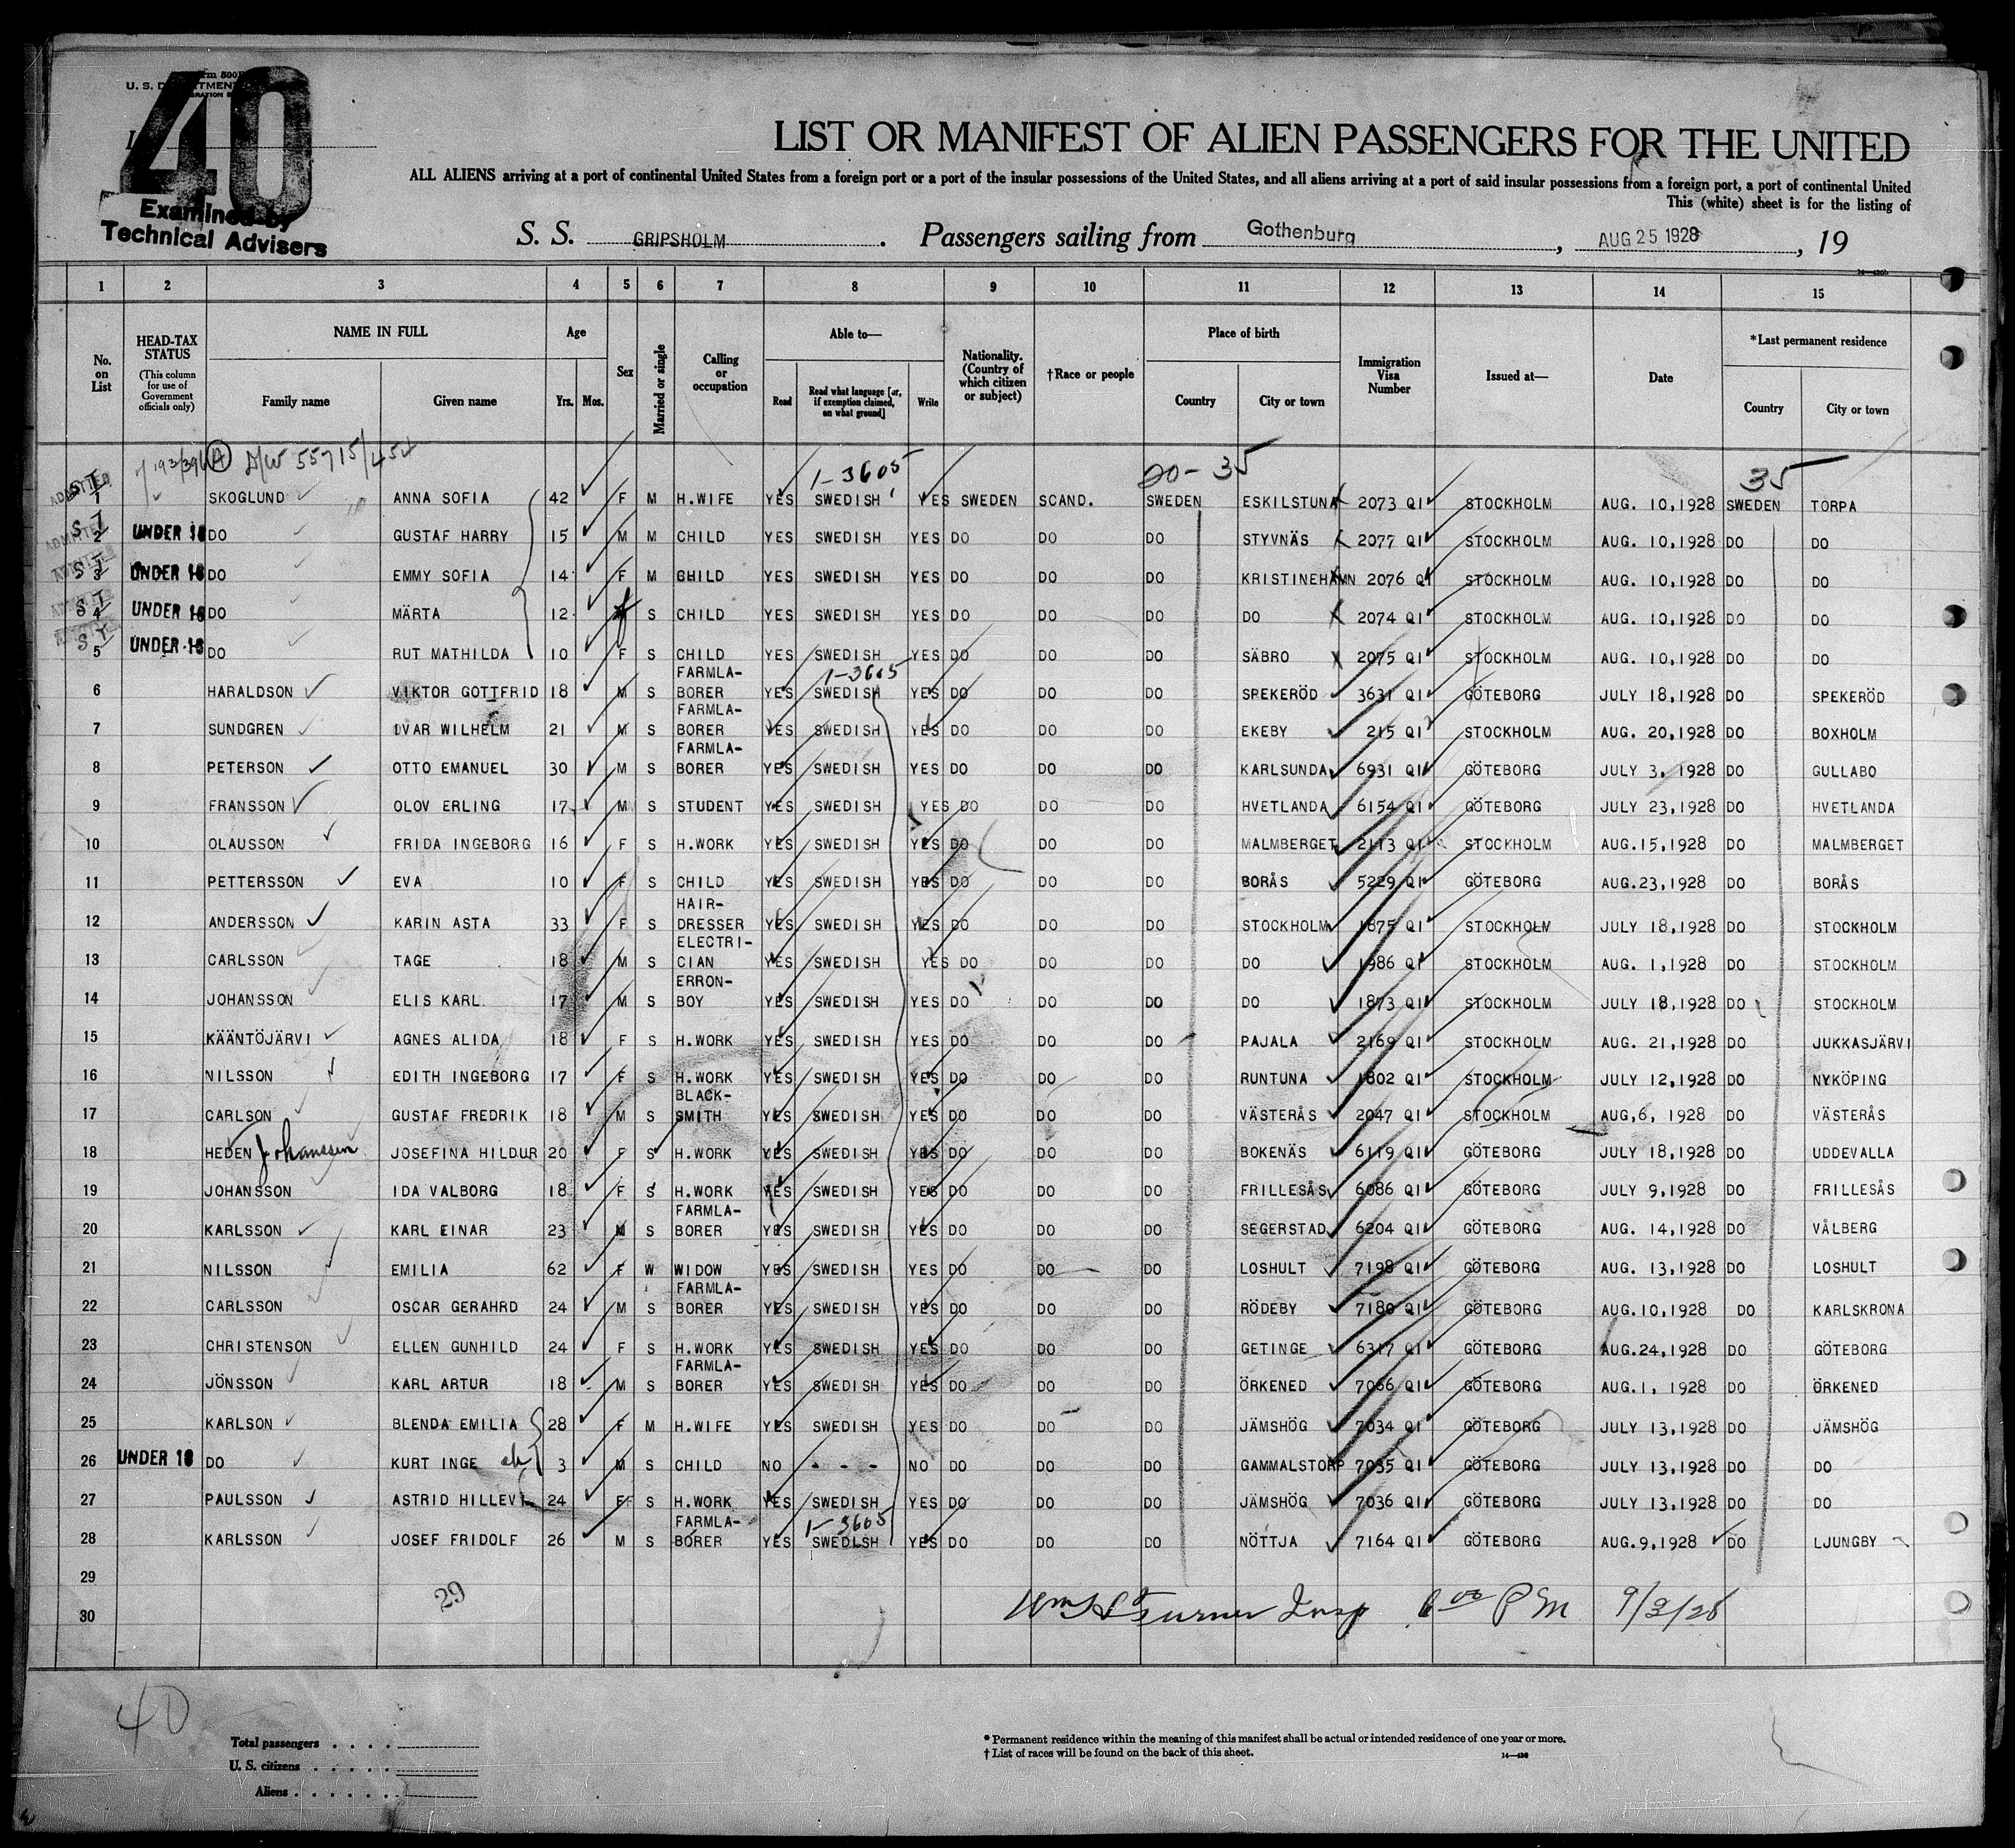 Form 500
U. S. DEPARTMENT
40
Examined by
Technical Advisers
LIST OR MANIFEST OF ALIEN PASSENGERS FOR THE UNITED
ALL ALIENS arriving at a port of continental United States from a foreign port or a port of the insular possessions of the United States, and all aliens arriving at a port of said insular possessions from a foreign port, a port of continental United
This (white) sheet is for the listing of
S. S. GRIPSHOLM . Passengers sailing from Gothenburg , AUG 25 1928 , 19
1 2 3 4 5 6 7 8 9 10 11 12 13 14 15
No. on List
HEAD-TAX STATUS (This column for use of Government officials only)
NAME IN FULL Family name Given name
Age Yrs. Mos.
Sex
Married or single
Calling or occupation
Able to— Read Read what language [or, if exemption claimed, on what ground] Write
Nationality. (Country of which citizen or subject)
†Race or people
Place of birth Country City or town
Immigration Visa Number
Issued at—
Date
*Last permanent residence Country City or town
A 55715/454 1-3605 20-35 35
1 SKOGLUND ANNA SOFIA 42 F M H.WIFE YES SWEDISH YES SWEDEN SCAND. SWEDEN ESKILSTUNA 2073 QI STOCKHOLM AUG. 10,1928 SWEDEN TORPA
2 UNDER 16 DO GUSTAF HARRY 15 M M CHILD YES SWEDISH YES DO DO DO STYVNÄS 2077 QI STOCKHOLM AUG. 10,1928 DO DO
3 UNDER 16 DO EMMY SOFIA 14 F M CHILD YES SWEDISH YES DO DO DO KRISTINEHAMN 2076 QI STOCKHOLM AUG. 10,1928 DO DO
4 UNDER 16 DO MÄRTA 12 f S CHILD YES SWEDISH YES DO DO DO DO 2074 QI STOCKHOLM AUG. 10,1928 DO DO
5 UNDER 16 DO RUT MATHILDA 10 F S CHILD YES SWEDISH YES DO DO DO SÄBRO 2075 QI STOCKHOLM AUG. 10,1928 DO DO
1-3605
6 HARALDSON VIKTOR GOTTFRID 18 M S FARMLA-BORER YES SWEDISH YES DO DO DO SPEKERÖD 3631 QI GÖTEBORG JULY 18,1928 DO SPEKERÖD
7 SUNDGREN IVAR WILHELM 21 M S FARMLA-BORER YES SWEDISH YES DO DO DO EKEBY 215 QI STOCKHOLM AUG. 20,1928 DO BOXHOLM
8 PETERSON OTTO EMANUEL 30 M S FARMLA-BORER YES SWEDISH YES DO DO DO KARLSUNDA 6931 QI GÖTEBORG JULY 3, 1928 DO GULLABO
9 FRANSSON OLOV ERLING 17 M S STUDENT YES SWEDISH YES DO DO DO HVETLANDA 6154 QI GÖTEBORG JULY 23,1928 DO HVETLANDA
10 OLAUSSON FRIDA INGEBORG 16 F S H.WORK YES SWEDISH YES DO DO DO MALMBERGET 2113 QI STOCKHOLM AUG.15,1928 DO MALMBERGET
11 PETTERSSON EVA 10 F S CHILD YES SWEDISH YES DO DO DO BORÅS 5229 QI GÖTEBORG AUG.23,1928 DO BORÅS
12 ANDERSSON KARIN ASTA 33 F S HAIR-DRESSER YES SWEDISH YES DO DO DO STOCKHOLM 1875 QI STOCKHOLM JULY 18,1928 DO STOCKHOLM
13 CARLSSON TAGE 18 M S ELECTRI-CIAN YES SWEDISH YES DO DO DO DO 1986 QI STOCKHOLM AUG. 1,1928 DO STOCKHOLM
14 JOHANSSON ELIS KARL. 17 M S ERRON-BOY YES SWEDISH YES DO DO DO DO 1873 QI STOCKHOLM JULY 18,1928 DO STOCKHOLM
15 KÄÄNTÖJÄRVI AGNES ALIDA 18 F S H.WORK YES SWEDISH YES DO DO DO PAJALA 2169 QI STOCKHOLM AUG. 21,1928 DO JUKKASJÄRVI
16 NILSSON EDITH INGEBORG 17 F S H.WORK YES SWEDISH YES DO DO DO RUNTUNA 1802 QI STOCKHOLM JULY 12,1928 DO NYKÖPING
17 CARLSON GUSTAF FREDRIK 18 M S BLACK-SMITH YES SWEDISH YES DO DO DO VÄSTERÅS 2047 QI STOCKHOLM AUG,6, 1928 DO VÄSTERÅS
18 HEDEN Johanssen JOSEFINA HILDUR 20 F S H.WORK YES SWEDISH YES DO DO DO BOKENÄS 6119 QI GÖTEBORG JULY 18,1928 DO UDDEVALLA
19 JOHANSSON IDA VALBORG 18 F S H.WORK YES SWEDISH YES DO DO DO FRILLESÅS 6086 QI GÖTEBORG JULY 9,1928 DO FRILLESÅS
20 KARLSSON KARL EINAR 23 M S FARMLA-BORER YES SWEDISH YES DO DO DO SEGERSTAD 6204 QI GÖTEBORG AUG. 14,1928 DO VÅLBERG
21 NILSSON EMILIA 62 F W WIDOW YES SWEDISH YES DO DO DO LOSHULT 7198 QI GÖTEBORG AUG. 13,1928 DO LOSHULT
22 CARLSSON OSCAR GERAHRD 24 M S FARMLA-BORER YES SWEDISH YES DO DO DO RÖDEBY 7180 QI GÖTEBORG AUG.10,1928 DO KARLSKRONA
23 CHRISTENSON ELLEN GUNHILD 24 F S H.WORK YES SWEDISH YES DO DO DO GETINGE 6317 QI GÖTEBORG AUG.24,1928 DO GÖTEBORG
24 JÖNSSON KARL ARTUR 18 M S FARMLA-BORER YES SWEDISH YES DO DO DO ÖRKENED 7066 QI GÖTEBORG AUG.1, 1928 DO ÖRKENED
25 KARLSON BLENDA EMILIA 28 F M H.WIFE YES SWEDISH YES DO DO DO JÄMSHÖG 7034 QI GÖTEBORG JULY 13,1928 DO JÄMSHÖG
26 UNDER 16 DO KURT INGE 3 M S CHILD NO - - - NO DO DO DO GAMMALSTORP 7035 QI GÖTEBORG JULY 13,1928 DO DO
27 PAULSSON ASTRID HILLEVI 24 F S H.WORK YES SWEDISH YES DO DO DO JÄMSHÖG 7036 QI GÖTEBORG JULY 13,1928 DO DO
1-3605
28 KARLSSON JOSEF FRIDOLF 26 M S FARMLA-BORER YES SWEDLSH YES DO DO DO NÖTTJA 7164 QI GÖTEBORG AUG.9,1928 DO LJUNGBY
29
29
30 Turner Insp 6 00 PM 9/3/28
40
Total passengers . . . .
U. S. citizens . . . . .
Aliens . . . . . . .
* Permanent residence within the meaning of this manifest shall be actual or intended residence of one year or more.
† List of races will be found on the back of this sheet.